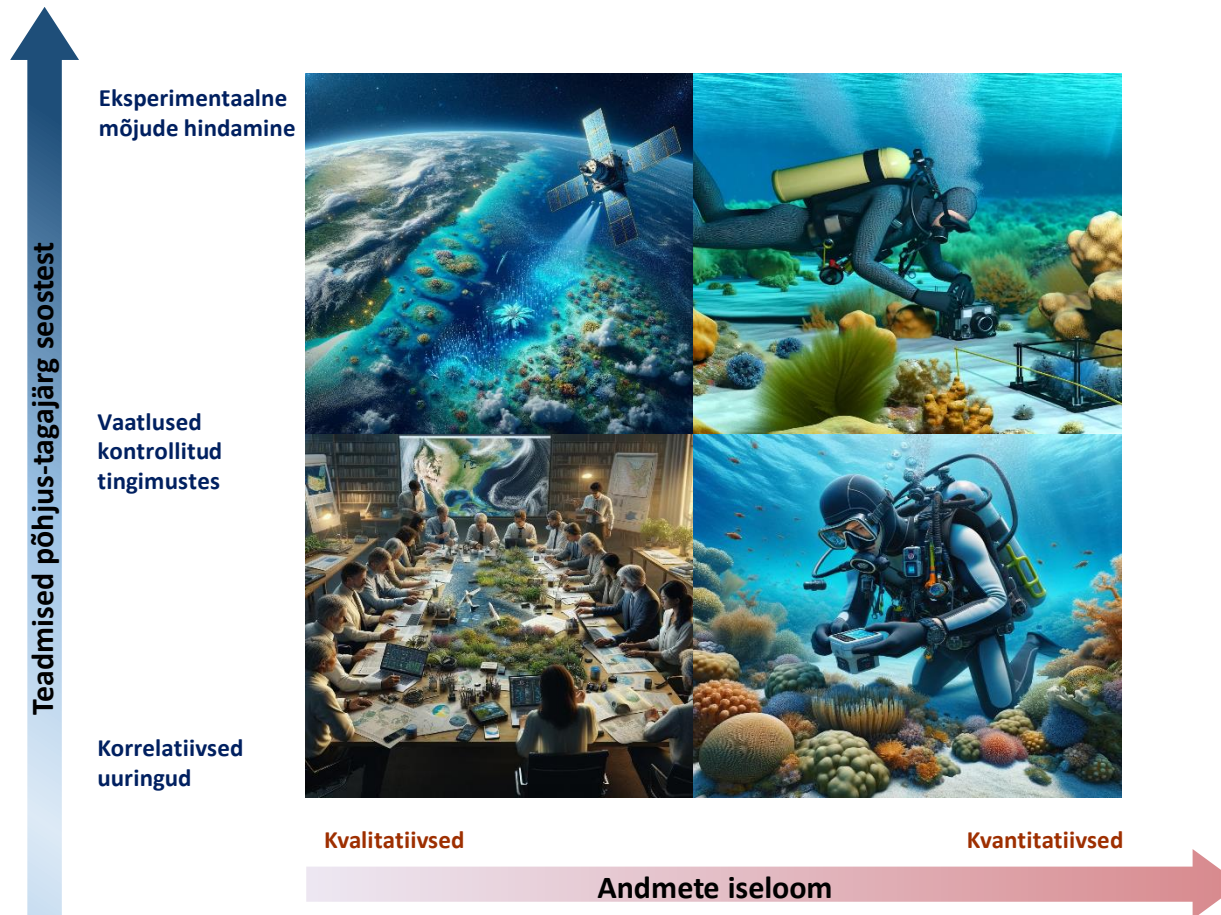 Teadmised põhjus-tagajärg seostest
Eksperimentaalne
mõjude hindamine
Vaatlused
kontrollitud
tingimustes
Korrelatiivsed
uuringud
Kvalitatiivsed
Kvantitatiivsed
Andmete iseloom